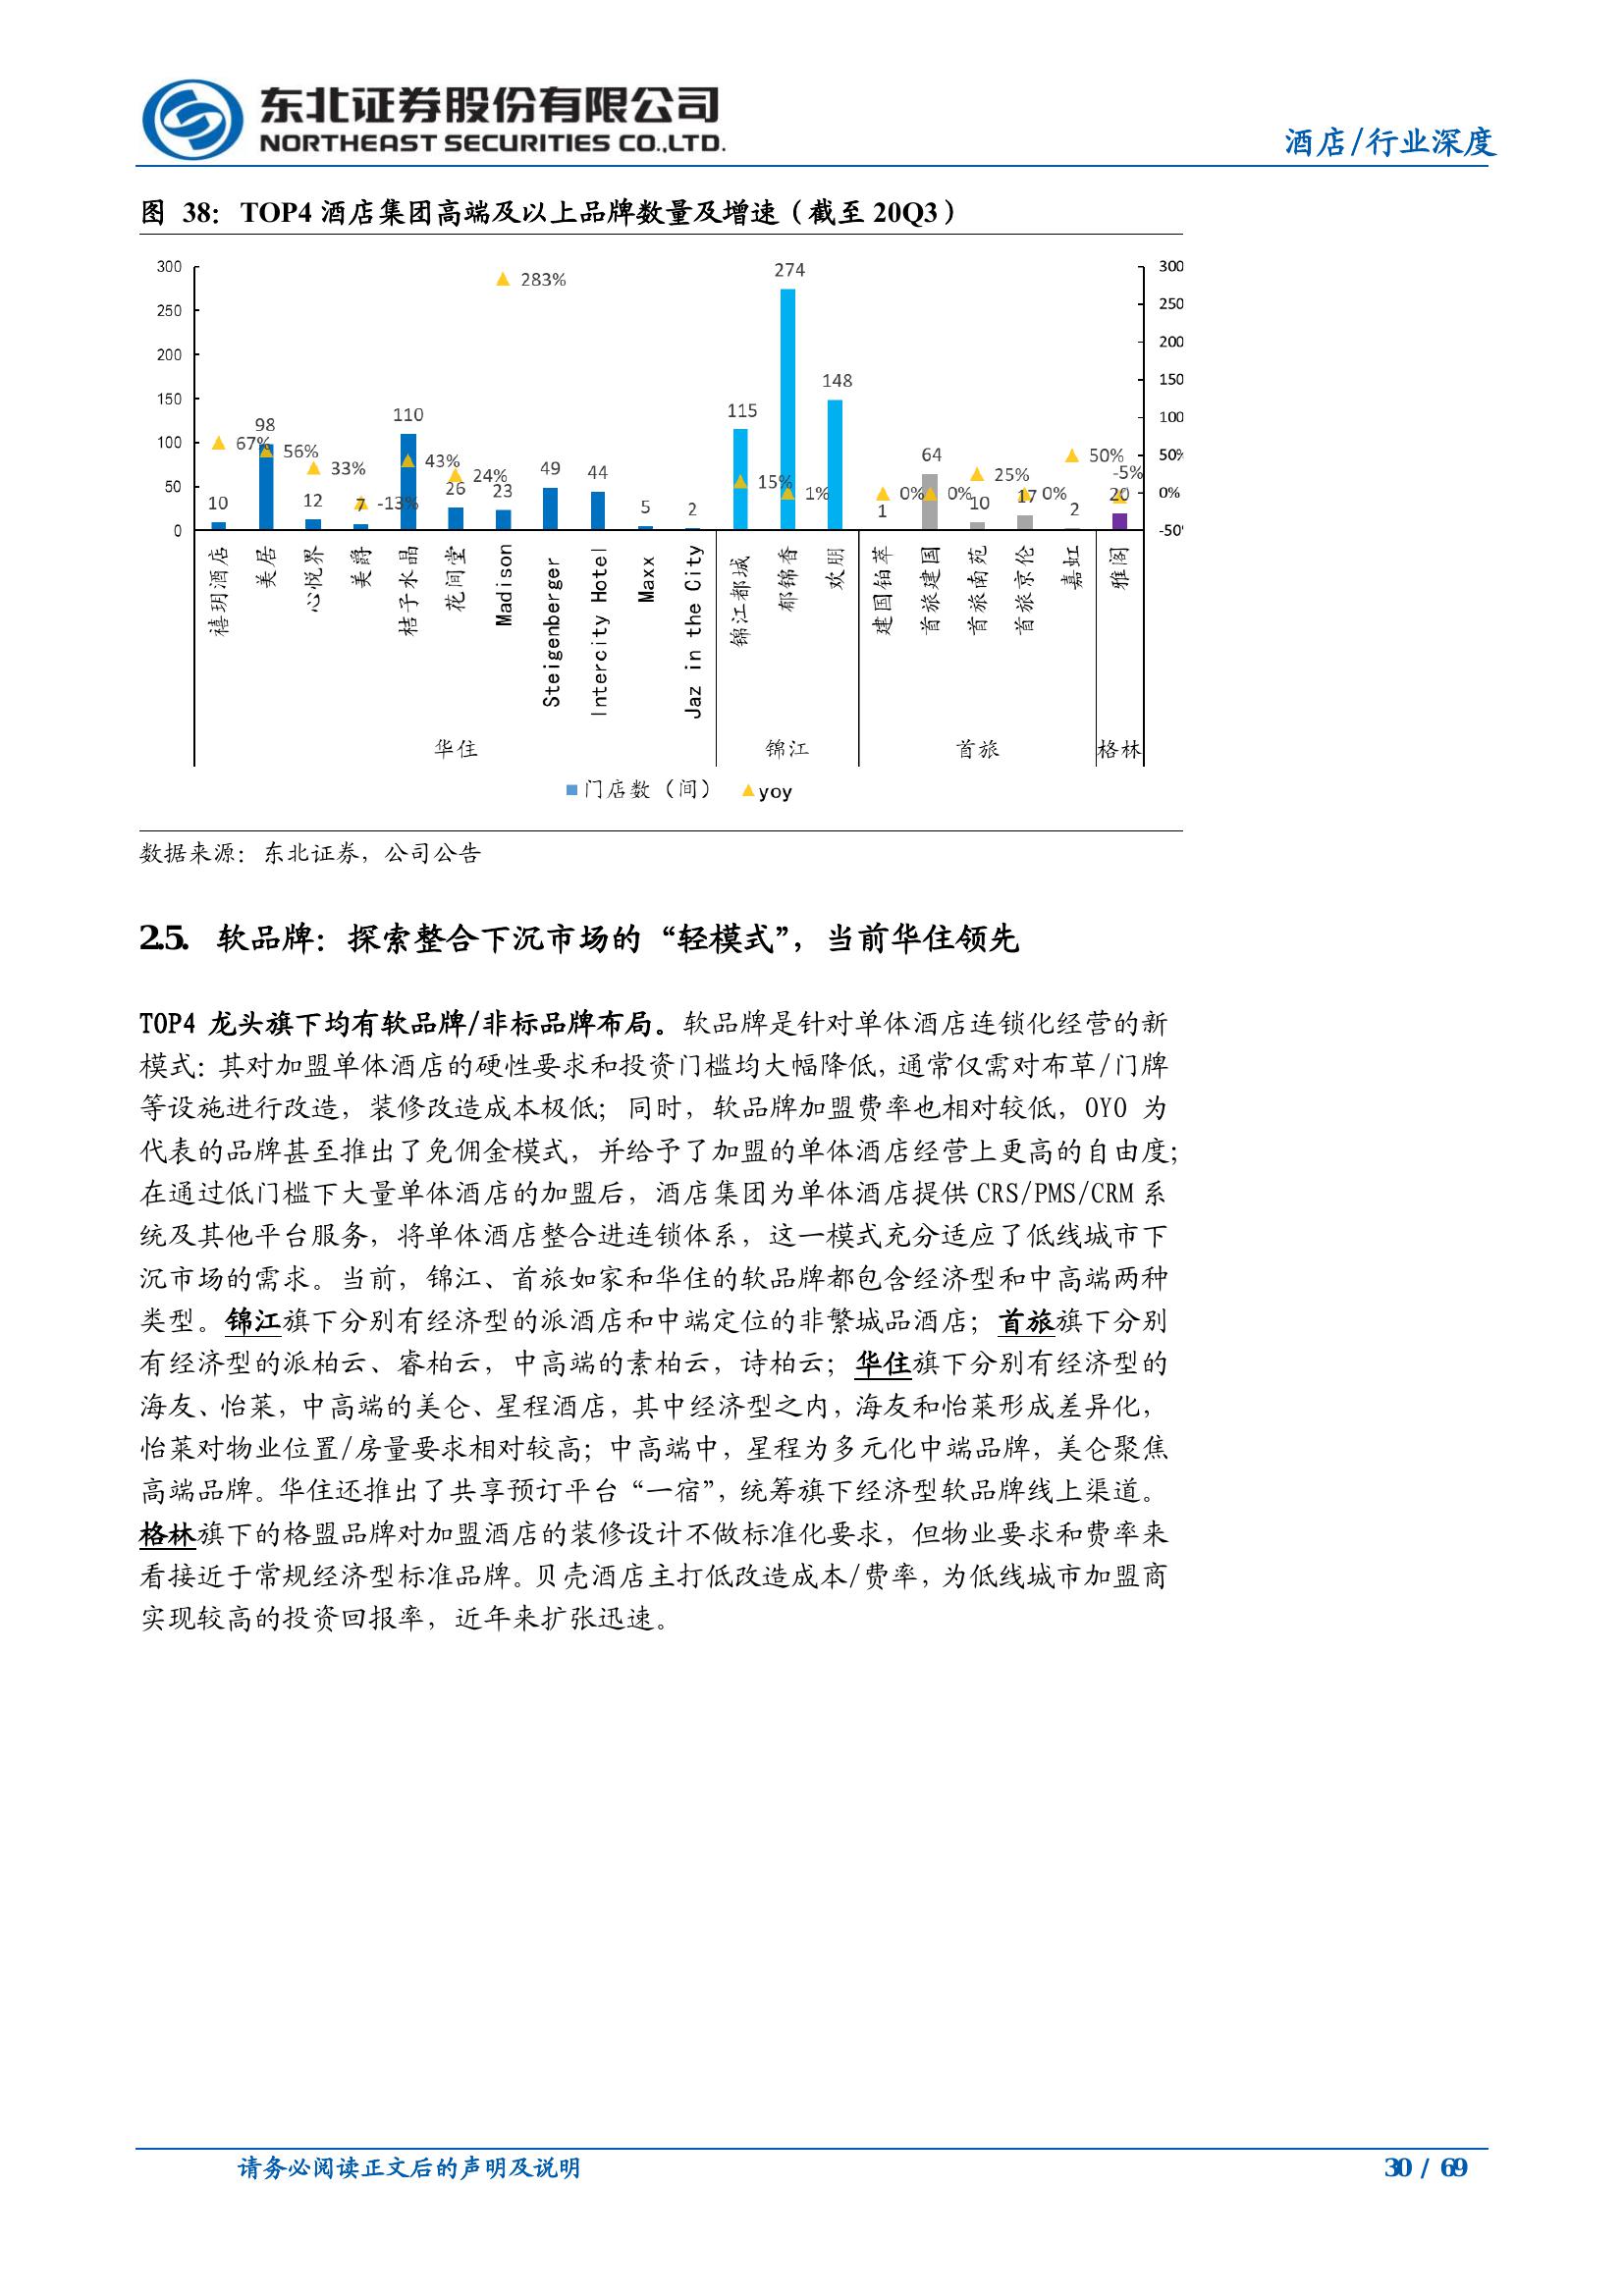 东北证券股份有限公司
NORTHEAST SECURITIES CO.,LTD.
酒店/行业深度
图 38：TOP4 酒店集团高端及以上品牌数量及增速（截至 20Q3）
300
250
200
150
100
50
0
300
250
200
150
100
50%
0%
-50
10
98
12
7
110
26
23
49
44
5
2
115
274
148
1
64
10
17
2
20
67%
56%
33%
-13%
43%
24%
283%
15%
1%
0%
0%
25%
0%
50%
-5%
禧玥酒店
美居
心悦界
美爵
桔子水晶
花间堂
Madison
Steigenberger
Intercity Hotel
Maxx
Jaz in the City
锦江都城
郁锦香
欢朋
建国铂萃
首旅建国
首旅南苑
首旅京伦
嘉虹
雅阁
华住
锦江
首旅
格林
门店数（间）
yoy
数据来源：东北证券，公司公告
2.5. 软品牌：探索整合下沉市场的“轻模式”，当前华住领先
TOP4 龙头旗下均有软品牌/非标品牌布局。软品牌是针对单体酒店连锁化经营的新
模式：其对加盟单体酒店的硬性要求和投资门槛均大幅降低，通常仅需对布草/门牌
等设施进行改造，装修改造成本极低；同时，软品牌加盟费率也相对较低，OYO 为
代表的品牌甚至推出了免佣金模式，并给予了加盟的单体酒店经营上更高的自由度；
在通过低门槛下大量单体酒店的加盟后，酒店集团为单体酒店提供 CRS/PMS/CRM 系
统及其他平台服务，将单体酒店整合进连锁体系，这一模式充分适应了低线城市下
沉市场的需求。当前，锦江、首旅如家和华住的软品牌都包含经济型和中高端两种
类型。锦江旗下分别有经济型的派酒店和中端定位的非繁城品酒店；首旅旗下分别
有经济型的派柏云、睿柏云，中高端的素柏云，诗柏云；华住旗下分别有经济型的
海友、怡莱，中高端的美仑、星程酒店，其中经济型之内，海友和怡莱形成差异化，
怡莱对物业位置/房量要求相对较高；中高端中，星程为多元化中端品牌，美仑聚焦
高端品牌。华住还推出了共享预订平台“一宿”，统筹旗下经济型软品牌线上渠道。
格林旗下的格盟品牌对加盟酒店的装修设计不做标准化要求，但物业要求和费率来
看接近于常规经济型标准品牌。贝壳酒店主打低改造成本/费率，为低线城市加盟商
实现较高的投资回报率，近年来扩张迅速。
请务必阅读正文后的声明及说明
30 / 69